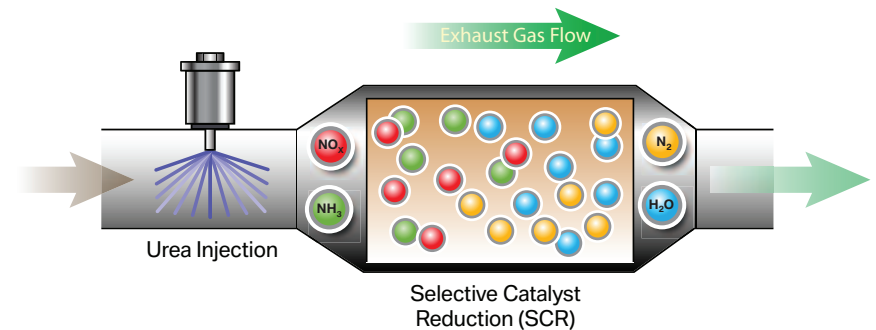 Exhaust Gas Flow
NOx
N₂
NH₃
H₂O
Urea Injection
Selective Catalyst
Reduction (SCR)